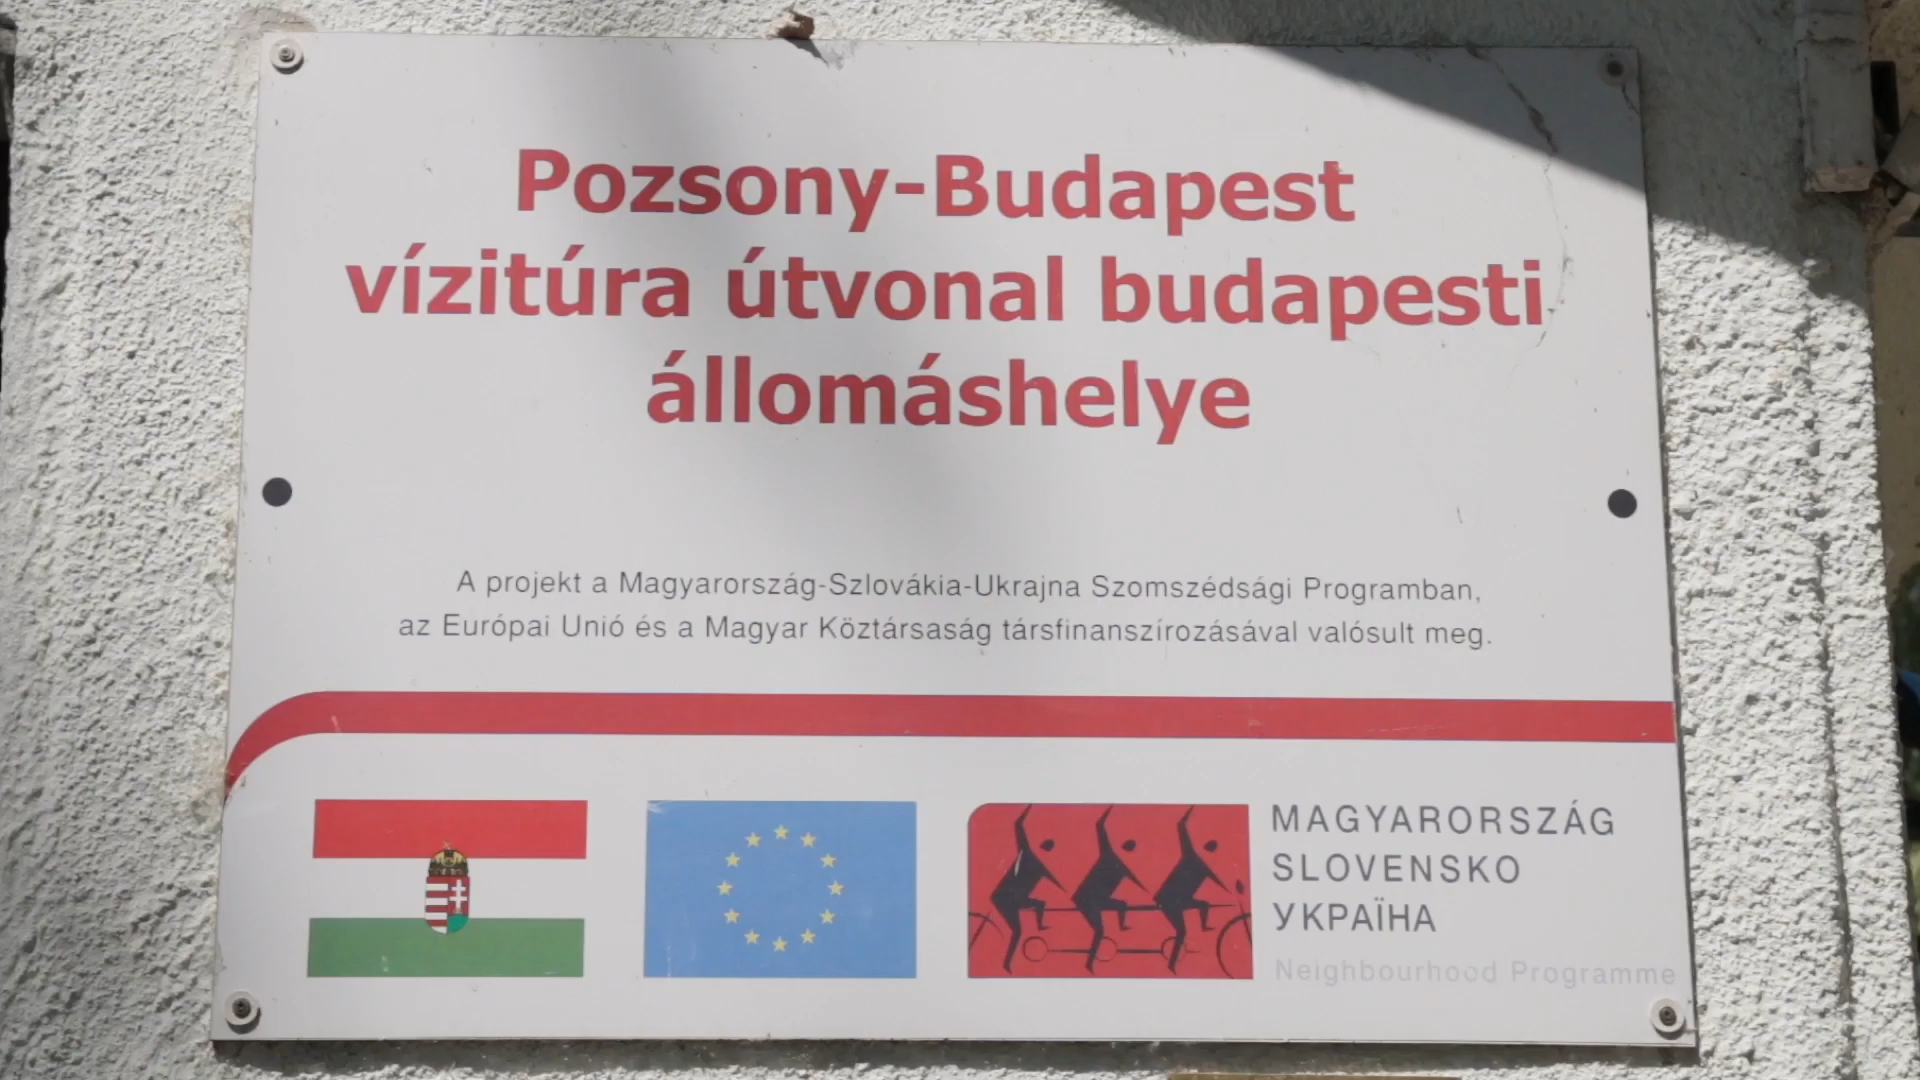 Pozsony-Budapest
vízitúra útvonal budapesti
állomáshelye
A projekt a Magyarország-Szlovákia-Ukrajna Szomszédsági Programban,
az Európai Unió és a Magyar Köztársaság társfinanszírozásával valósult meg.
MAGYARORSZÁG
SLOVENSKO
УКРАЇНА
Neighbourhood Programme